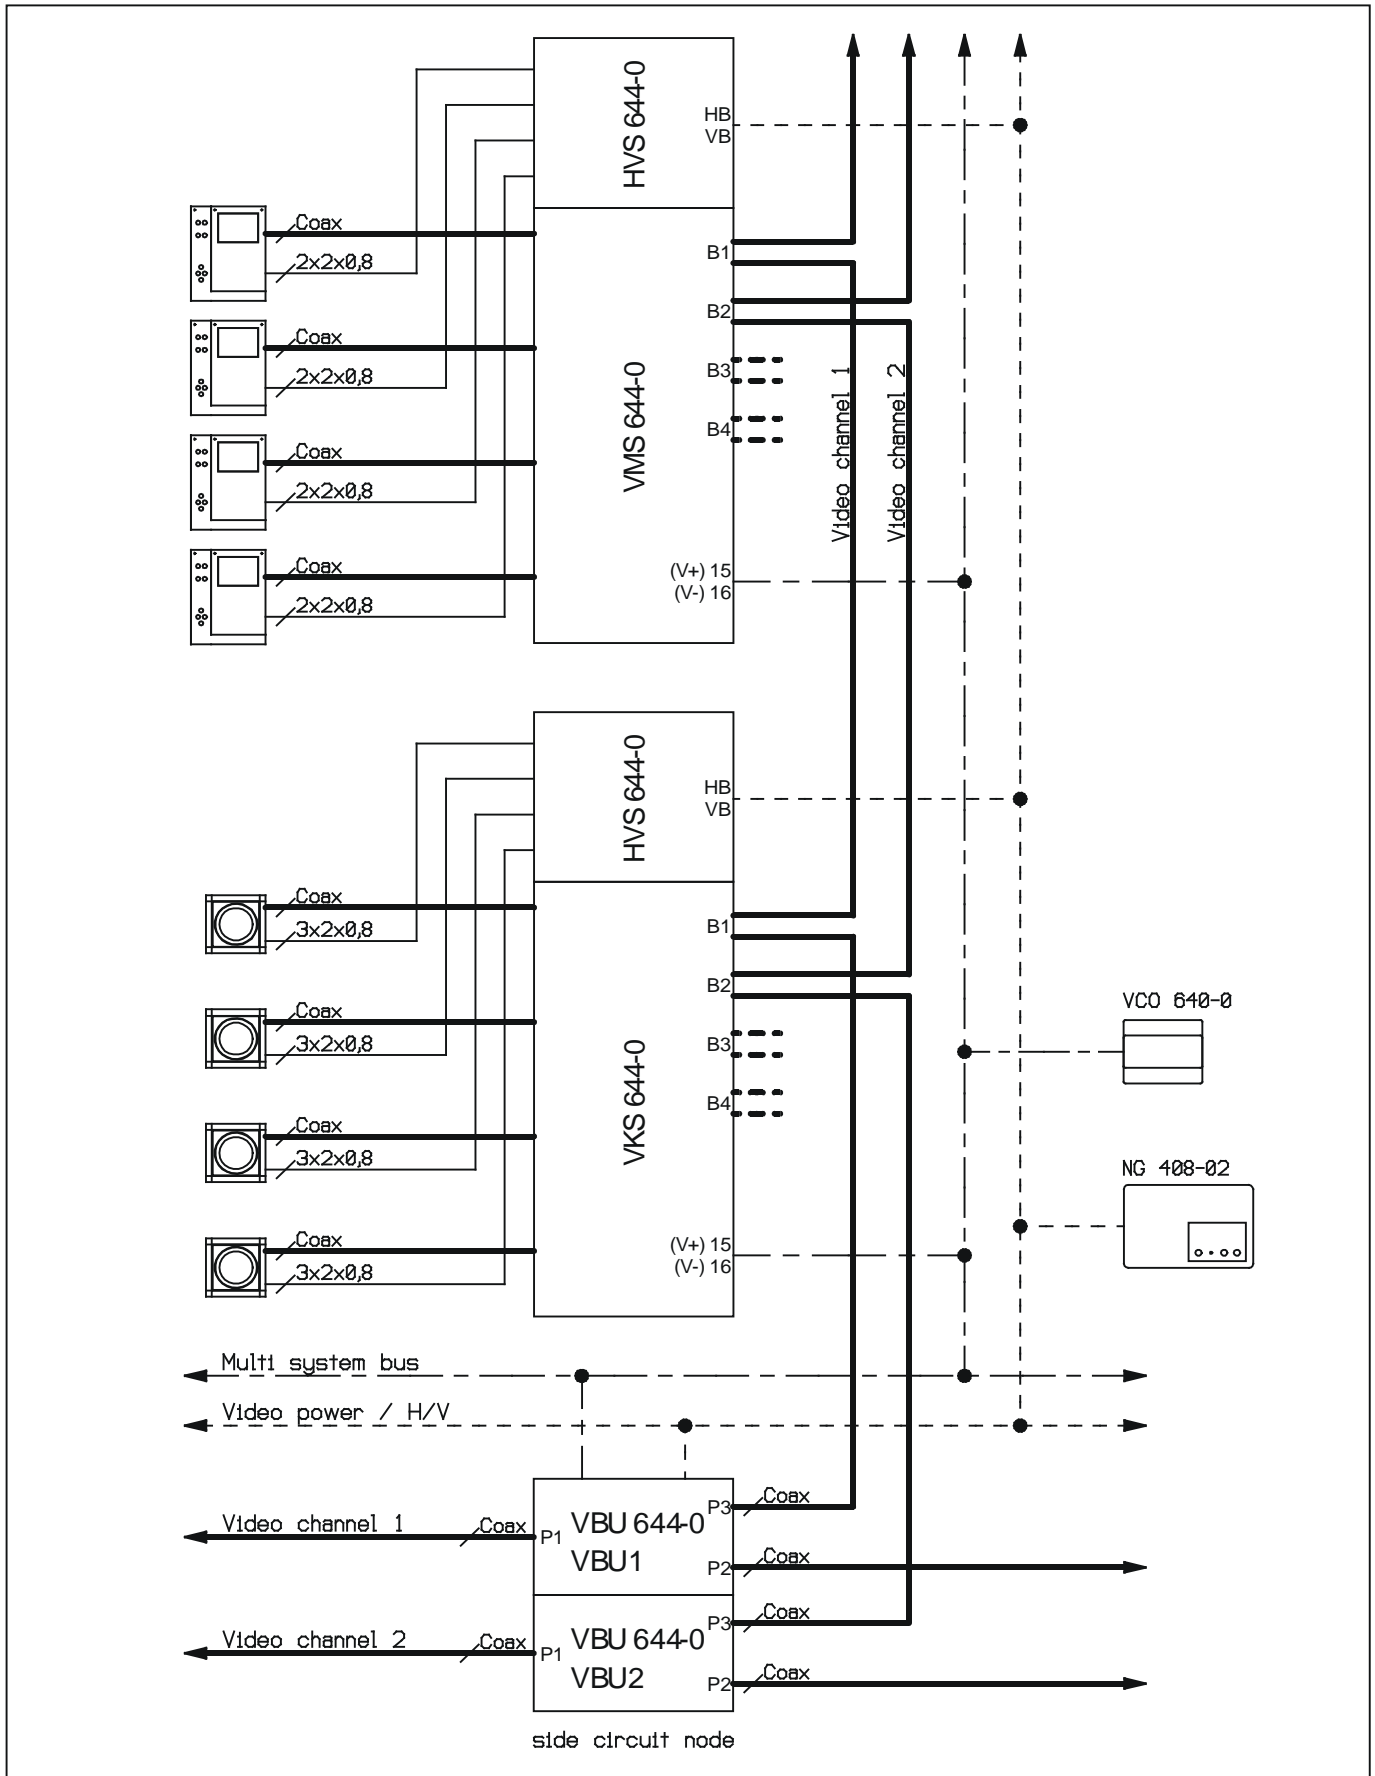 HVS 644-0
HB
VB
Coax
2x2x0,8
B1
B2
Coax
2x2x0,8
B3
B4
VMS 644-0
Video channel 1
Video channel 2
Coax
2x2x0,8
Coax
2x2x0,8
(V+) 15
(V-) 16
HVS 644-0
HB
VB
Coax
3x2x0,8
B1
B2
VCO 640-0
Coax
3x2x0,8
B3
B4
VKS 644-0
Coax
3x2x0,8
NG 408-02
Coax
3x2x0,8
(V+) 15
(V-) 16
Multi system bus
Video power / H/V
Video channel 1
Coax
P1
VBU 644-0
VBU1
P3
Coax
P2
Coax
Video channel 2
Coax
P1
VBU 644-0
VBU2
P3
Coax
P2
Coax
side circuit node